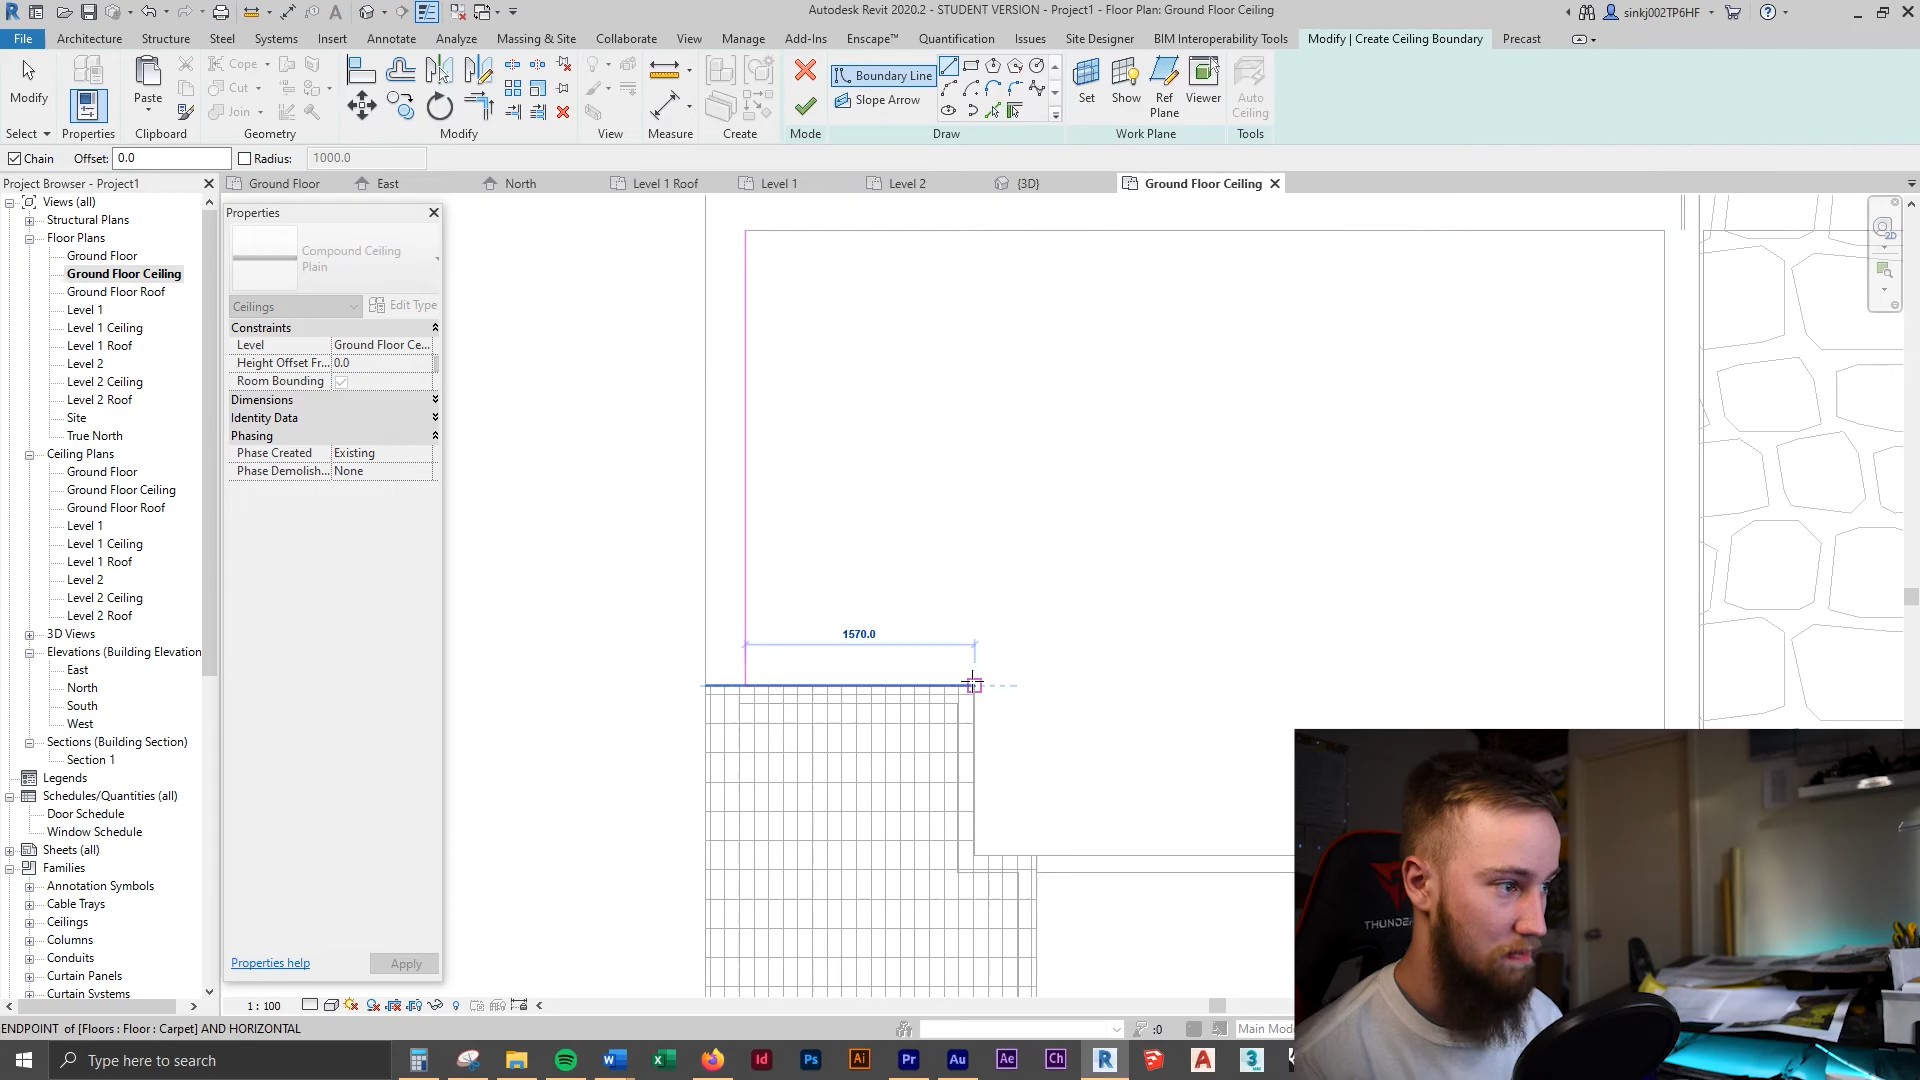 Autodesk Revit 2020.2 - STUDENT VERSION - Project1 - Floor Plan: Ground Floor Ceiling
sinkj002TP6HF
File Architecture Structure Steel Systems Insert Annotate Analyze Massing & Site Collaborate View Manage Add-Ins Enscape™ Quantification Issues Site Designer BIM Interoperability Tools Modify | Create Ceiling Boundary Precast
Cope
Boundary Line
Modify Paste Cut Slope Arrow Set Show Ref Plane Viewer Auto Ceiling
Join
Select Properties Clipboard Geometry Modify View Measure Create Mode Draw Work Plane Tools
Chain Offset: 0.0 Radius: 1000.0
Project Browser - Project1
Ground Floor East North Level 1 Roof Level 1 Level 2 {3D} Ground Floor Ceiling
Views (all)
Structural Plans
Floor Plans
Ground Floor
Ground Floor Ceiling
Ground Floor Roof
Level 1
Level 1 Ceiling
Level 1 Roof
Level 2
Level 2 Ceiling
Level 2 Roof
Site
True North
Ceiling Plans
Ground Floor
Ground Floor Ceiling
Ground Floor Roof
Level 1
Level 1 Ceiling
Level 1 Roof
Level 2
Level 2 Ceiling
Level 2 Roof
3D Views
Elevations (Building Elevation
East
North
South
West
Sections (Building Section)
Section 1
Legends
Schedules/Quantities (all)
Door Schedule
Window Schedule
Sheets (all)
Families
Annotation Symbols
Cable Trays
Ceilings
Columns
Conduits
Curtain Panels
Curtain Systems
Properties
Compound Ceiling
Plain
Ceilings Edit Type
Constraints
Level Ground Floor Ce...
Height Offset Fr... 0.0
Room Bounding
Dimensions
Identity Data
Phasing
Phase Created Existing
Phase Demolish... None
Properties help Apply
1570.0
2D
THUNDER
1 : 100
ENDPOINT of [Floors : Floor : Carpet] AND HORIZONTAL
:0
Main Mod
Type here to search
Id Ps Ai Pr Au Ae Ch R A 3